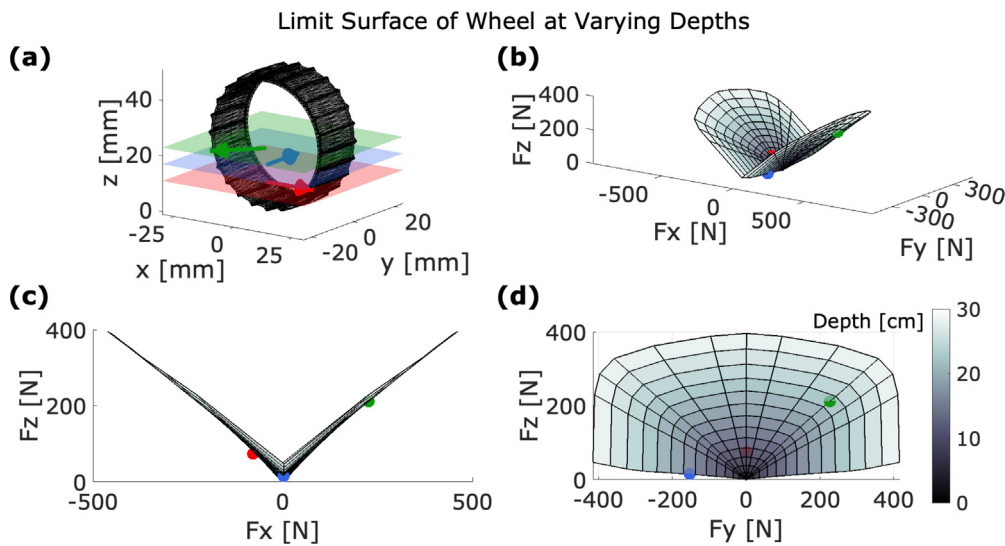 Limit Surface of Wheel at Varying Depths
(a)
z [mm]
40
20
0
-25
0
25
x [mm]
-20
0
20
y [mm]
(b)
Fz [N]
400
200
0
-500
0
500
Fx [N]
-300
0
300
Fy [N]
(c)
Fz [N]
400
200
0
-500
0
500
Fx [N]
(d)
Fz [N]
400
200
0
-400
-200
0
200
400
Fy [N]
Depth [cm]
30
20
10
0